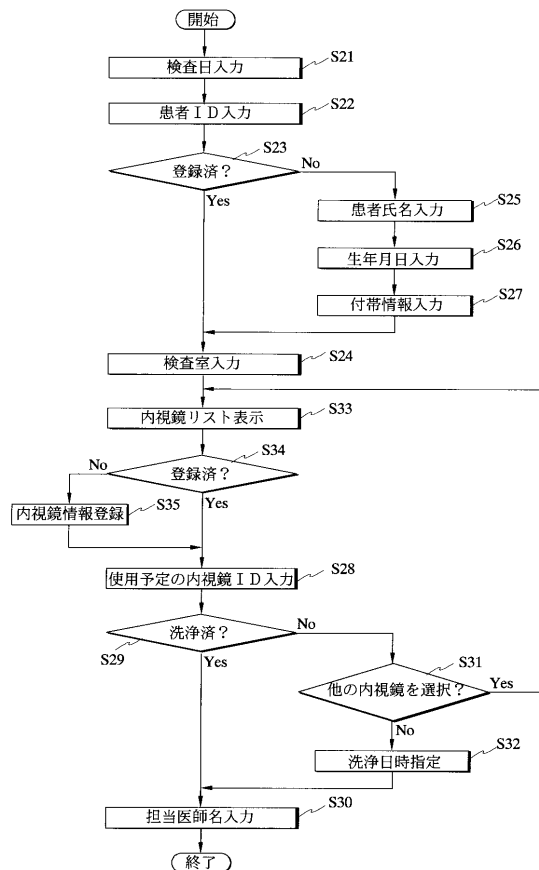 開始
検査日入力
S21
患者ID入力
S22
登録済？
S23
No
Yes
患者氏名入力
S25
生年月日入力
S26
付帯情報入力
S27
検査室入力
S24
内視鏡リスト表示
S33
登録済？
S34
No
Yes
内視鏡情報登録
S35
使用予定の内視鏡ID入力
S28
洗浄済？
S29
No
Yes
他の内視鏡を選択？
S31
Yes
No
洗浄日時指定
S32
担当医師名入力
S30
終了